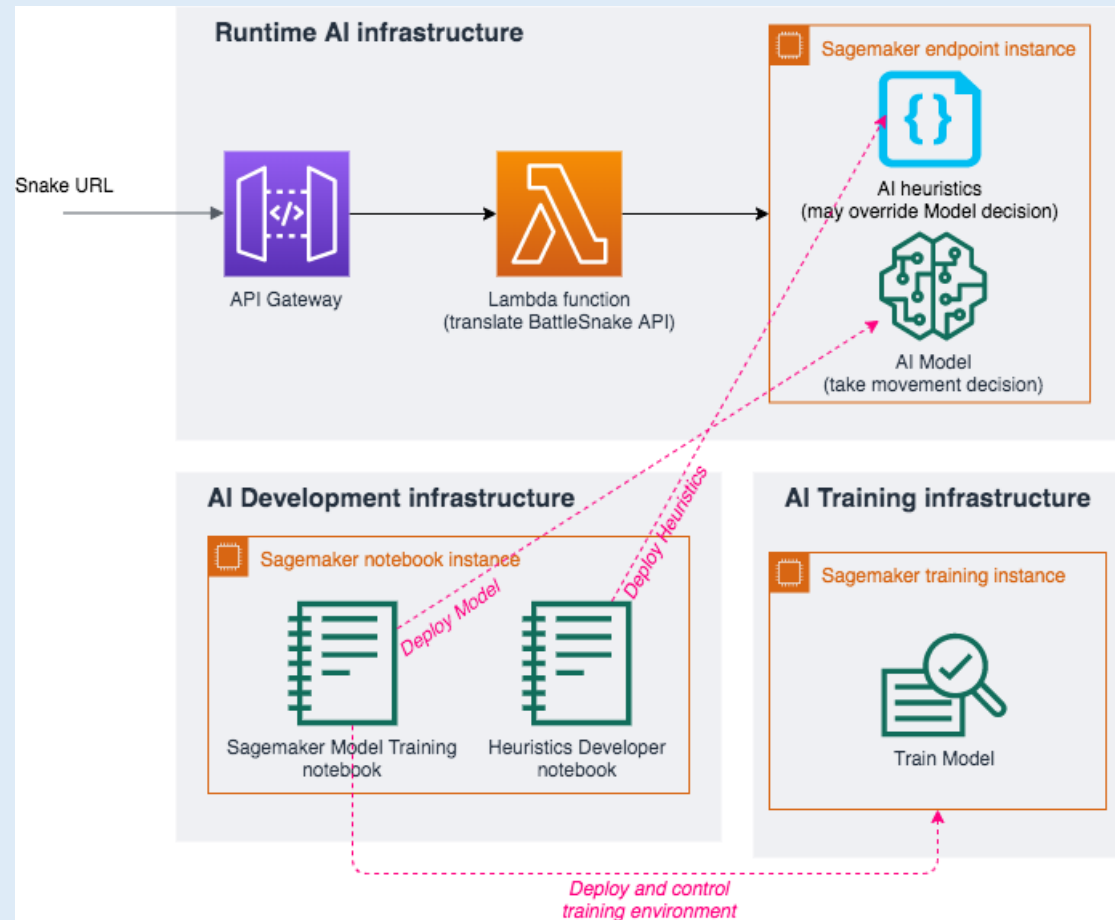 Runtime AI infrastructure
Sagemaker endpoint instance
{ }
AI heuristics
(may override Model decision)
Snake URL
</>
API Gateway
Lambda function
(translate BattleSnake API)
AI Model
(take movement decision)
AI Development infrastructure
Sagemaker notebook instance
Deploy Model
Deploy Heuristics
Sagemaker Model Training
notebook
Heuristics Developer
notebook
AI Training infrastructure
Sagemaker training instance
Train Model
Deploy and control
training environment